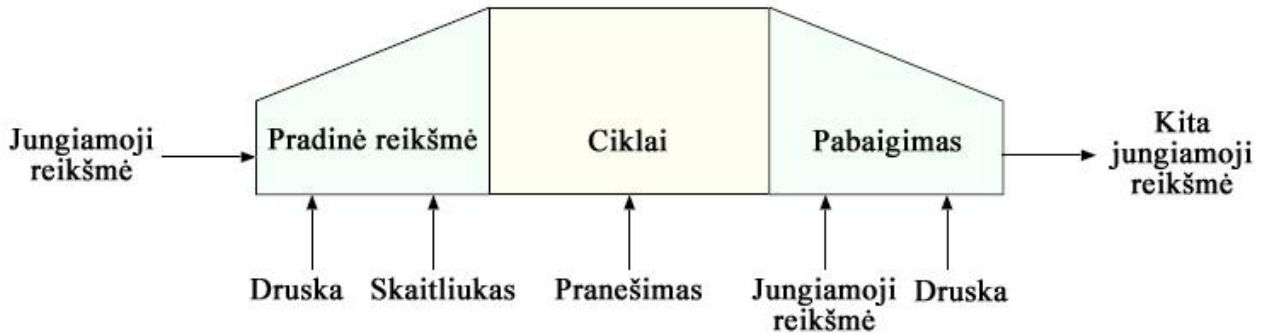 Jungiamoji
reikšmė
Pradinė reikšmė
Ciklai
Pabaigimas
Kita
jungiamoji
reikšmė
Druska
Skaitliukas
Pranešimas
Jungiamoji
reikšmė
Druska